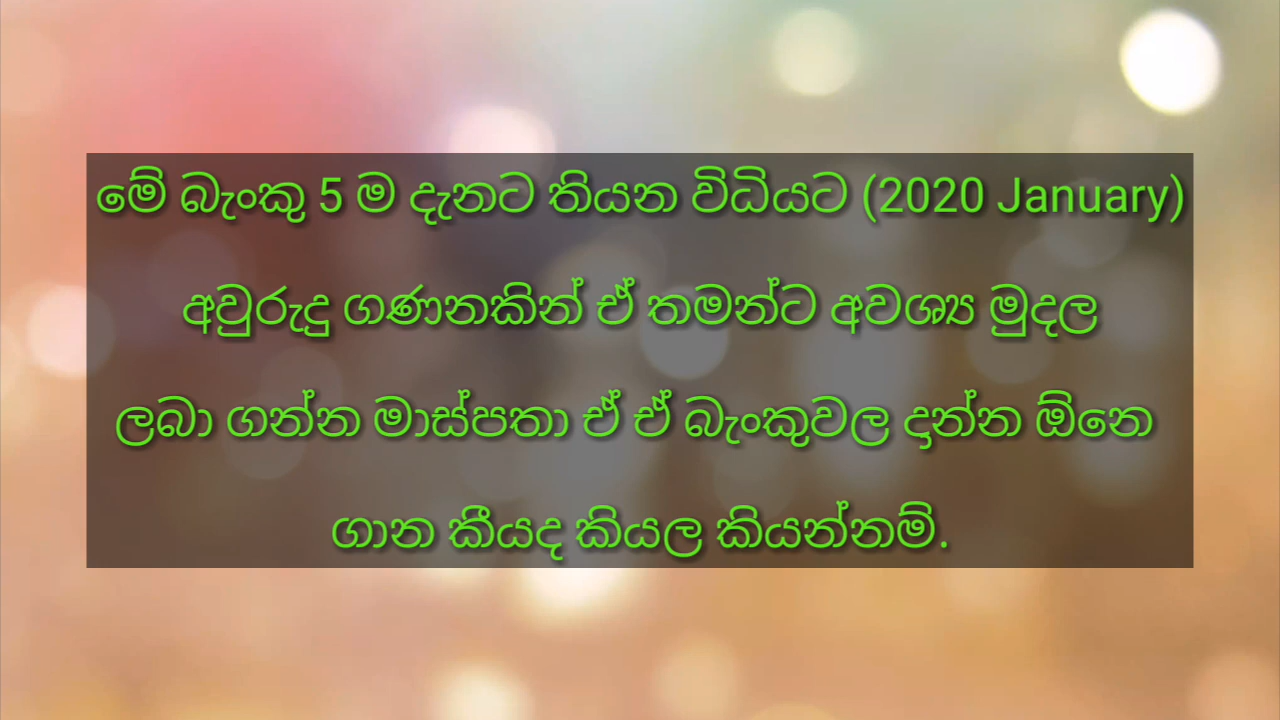 මේ බැංකු 5 ම දැනට තියන විධියට (2020 January)
අවුරුදු ගණනකින් ඒ තමන්ට අවශ්‍ය මුදල
ලබා ගන්න මාස්පතා ඒ ඒ බැංකුවල දාන්න ඕනෙ
ගාන කීයද කියල කියන්නම්.